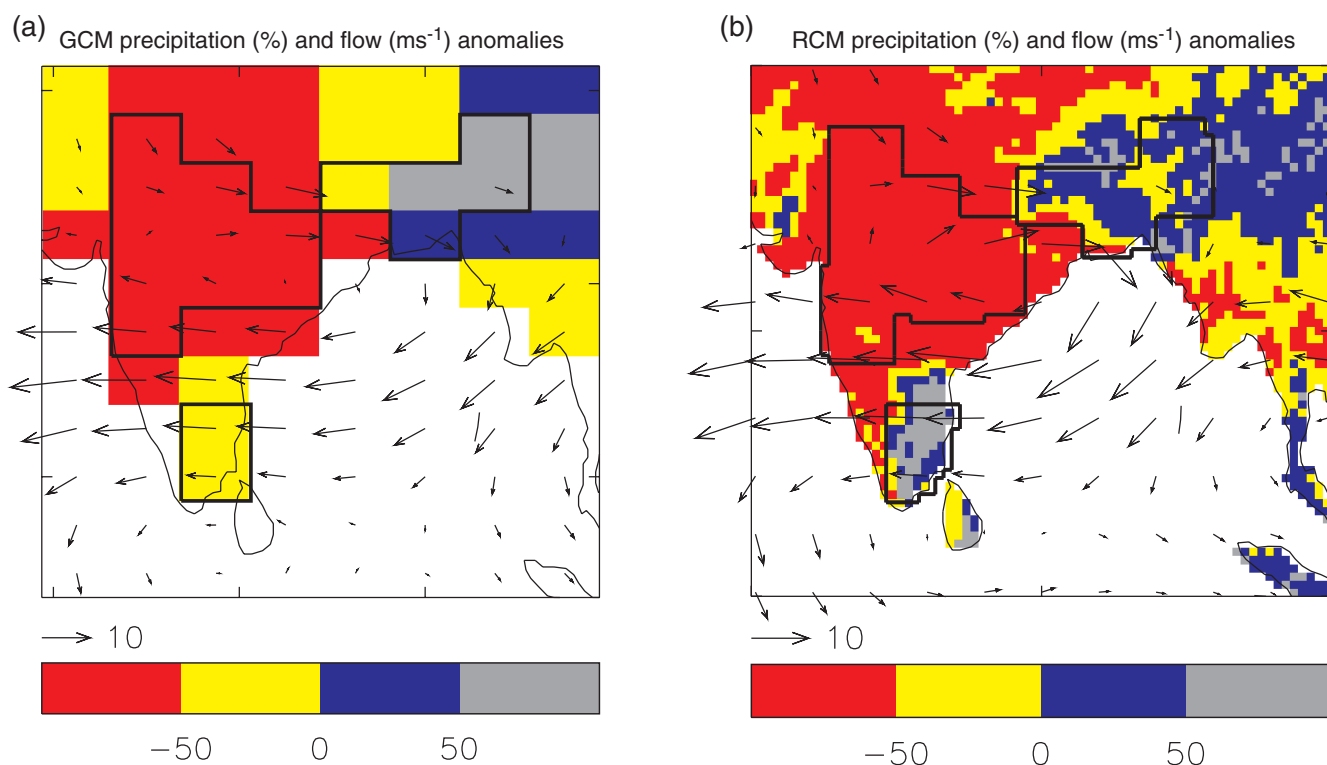 (a)
GCM precipitation (%) and flow (ms⁻¹) anomalies
10
−50 0 50
(b)
RCM precipitation (%) and flow (ms⁻¹) anomalies
10
−50 0 50